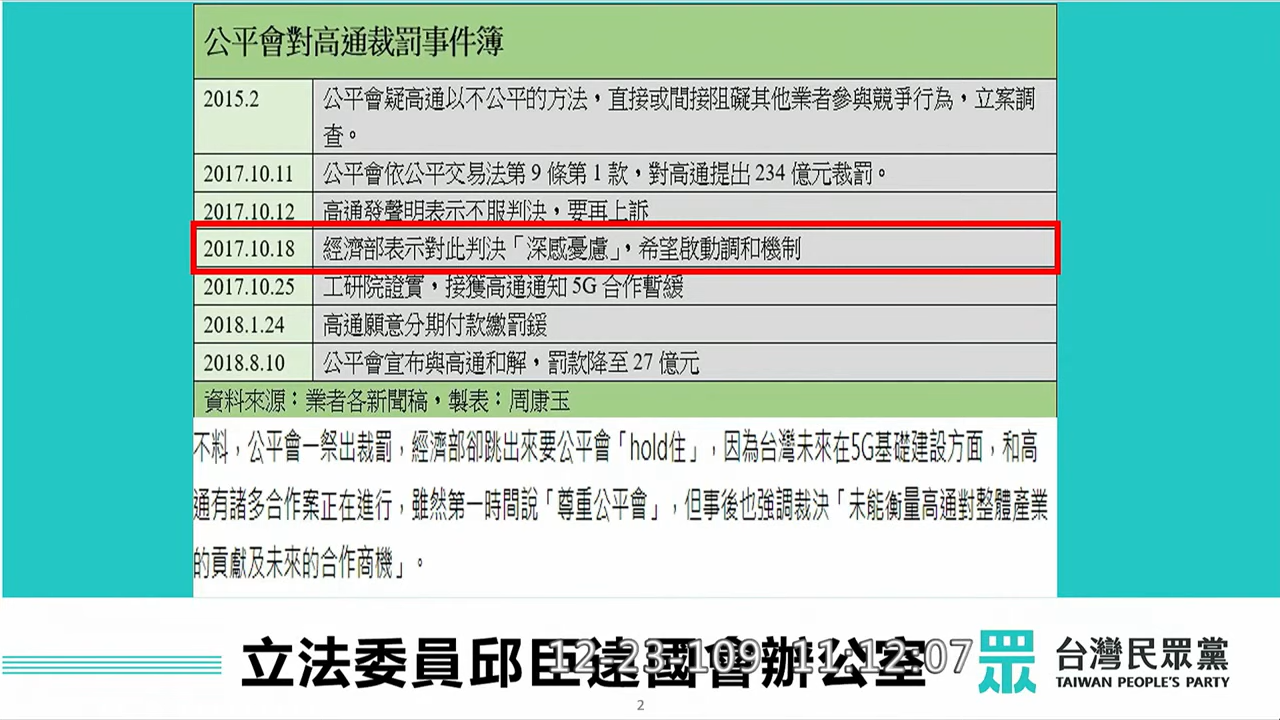 公平會對高通裁罰事件簿
2015.2 公平會疑高通以不公平的方法，直接或間接阻礙其他業者參與競爭行為，立案調
查。
2017.10.11 公平會依公平交易法第 9 條第 1 款，對高通提出 234 億元裁罰。
2017.10.12 高通發聲明表示不服判決，要再上訴
2017.10.18 經濟部表示對此判決「深感憂慮」，希望啟動調和機制
2017.10.25 工研院證實，接獲高通通知 5G 合作暫緩
2018.1.24 高通願意分期付款繳罰鍰
2018.8.10 公平會宣布與高通和解，罰款降至 27 億元
資料來源：業者各新聞稿，製表：周康玉
不料，公平會一祭出裁罰，經濟部卻跳出來要公平會「hold住」，因為台灣未來在5G基礎建設方面，和高
通有諸多合作案正在進行，雖然第一時間說「尊重公平會」，但事後也強調裁決「未能衡量高通對整體產業
的貢獻及未來的合作商機」。
立法委員邱臣遠國會辦公室
12:23:109 11:12:07
眾 台灣民眾黨
TAIWAN PEOPLE'S PARTY
2